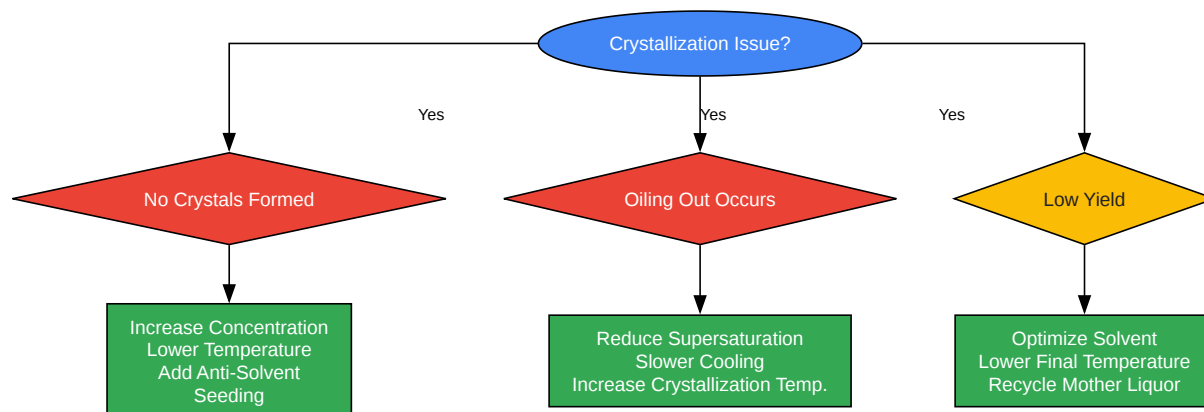 Crystallization Issue?
Yes
Yes
Yes
No Crystals Formed
Oiling Out Occurs
Low Yield
Increase Concentration
Lower Temperature
Add Anti-Solvent
Seeding
Reduce Supersaturation
Slower Cooling
Increase Crystallization Temp.
Optimize Solvent
Lower Final Temperature
Recycle Mother Liquor